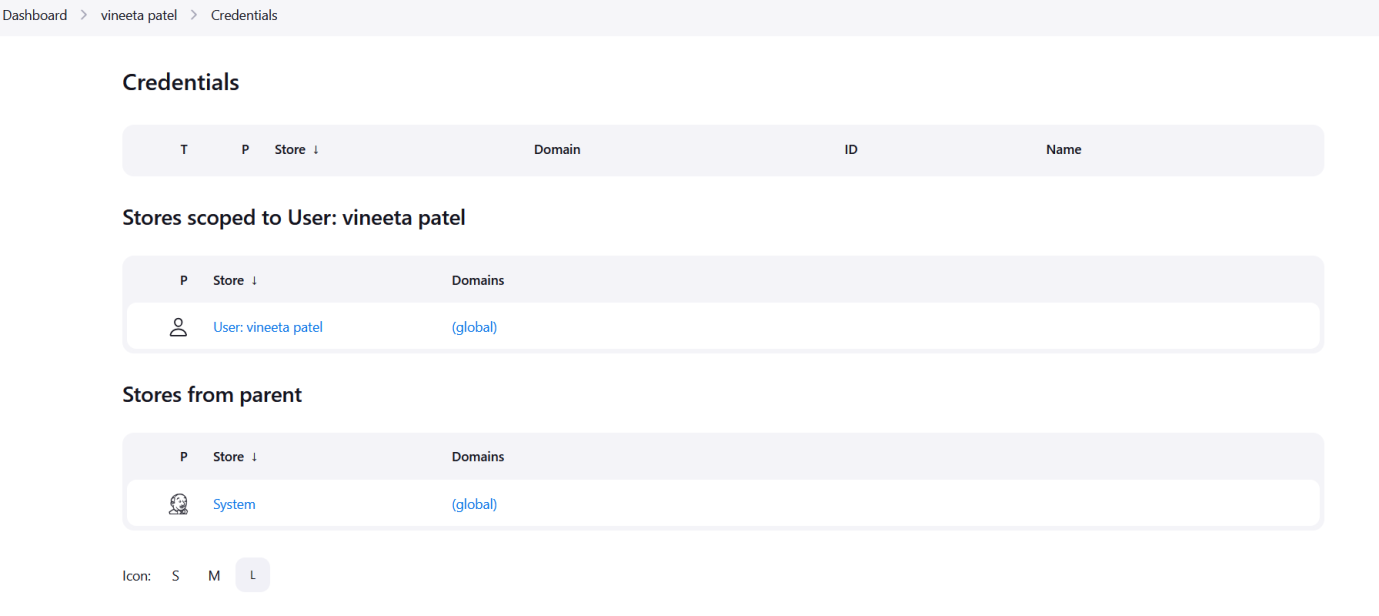 Dashboard > vineeta patel > Credentials
Credentials
T P Store ↓ Domain ID Name
Stores scoped to User: vineeta patel
P Store ↓ Domains
User: vineeta patel (global)
Stores from parent
P Store ↓ Domains
System (global)
Icon: S M L